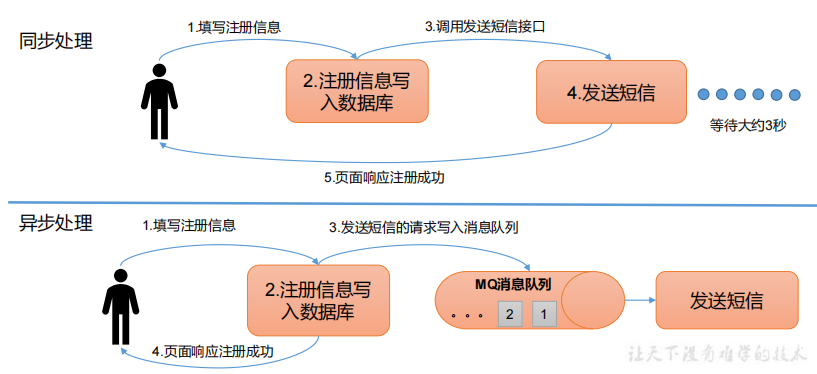 同步处理
1.填写注册信息
3.调用发送短信接口
2.注册信息写
入数据库
4.发送短信
等待大约3秒
5.页面响应注册成功
异步处理
1.填写注册信息
3.发送短信的请求写入消息队列
2.注册信息写
入数据库
MQ消息队列
。。。 2 1
发送短信
4.页面响应注册成功
让天下没有难学的技术